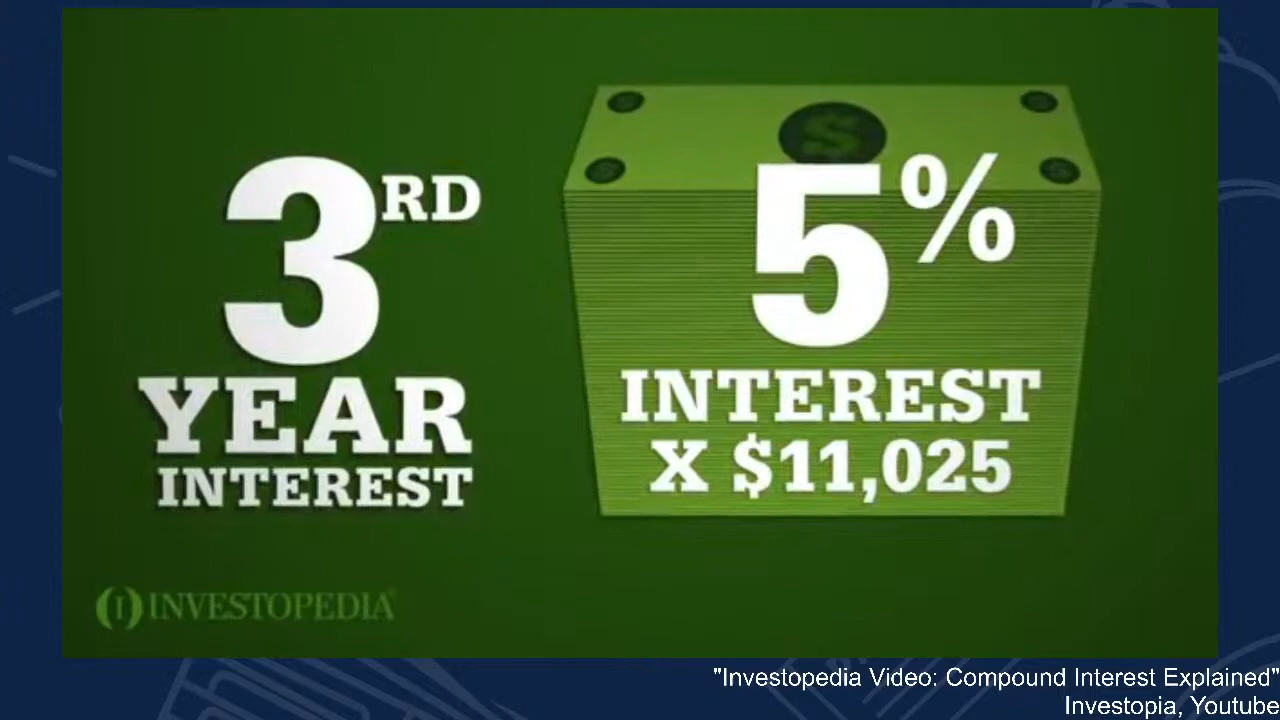 3RD
YEAR
INTEREST
$
5%
INTEREST
X $11,025
(I) INVESTOPEDIA
"Investopedia Video: Compound Interest Explained"
Investopia, Youtube